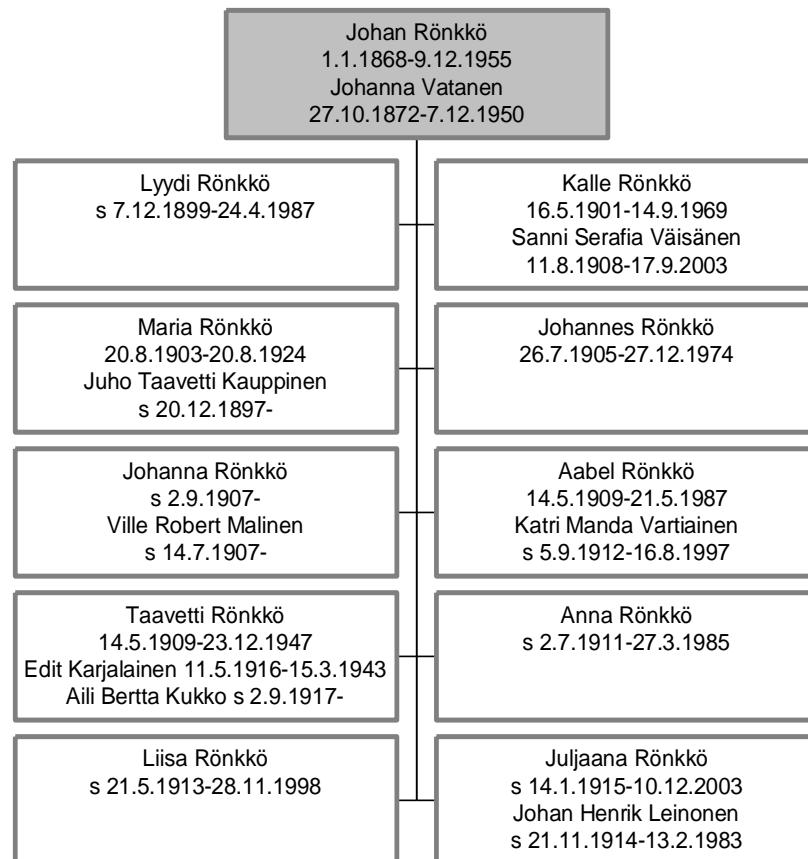 Johan Rönkkö
1.1.1868-9.12.1955
Johanna Vatanen
27.10.1872-7.12.1950
Lyydi Rönkkö
s 7.12.1899-24.4.1987
Kalle Rönkkö
16.5.1901-14.9.1969
Sanni Serafia Väisänen
11.8.1908-17.9.2003
Maria Rönkkö
20.8.1903-20.8.1924
Juho Taavetti Kauppinen
s 20.12.1897-
Johannes Rönkkö
26.7.1905-27.12.1974
Johanna Rönkkö
s 2.9.1907-
Ville Robert Malinen
s 14.7.1907-
Aabel Rönkkö
14.5.1909-21.5.1987
Katri Manda Vartiainen
s 5.9.1912-16.8.1997
Taavetti Rönkkö
14.5.1909-23.12.1947
Edit Karjalainen 11.5.1916-15.3.1943
Aili Bertta Kukko s 2.9.1917-
Anna Rönkkö
s 2.7.1911-27.3.1985
Liisa Rönkkö
s 21.5.1913-28.11.1998
Juljaana Rönkkö
s 14.1.1915-10.12.2003
Johan Henrik Leinonen
s 21.11.1914-13.2.1983